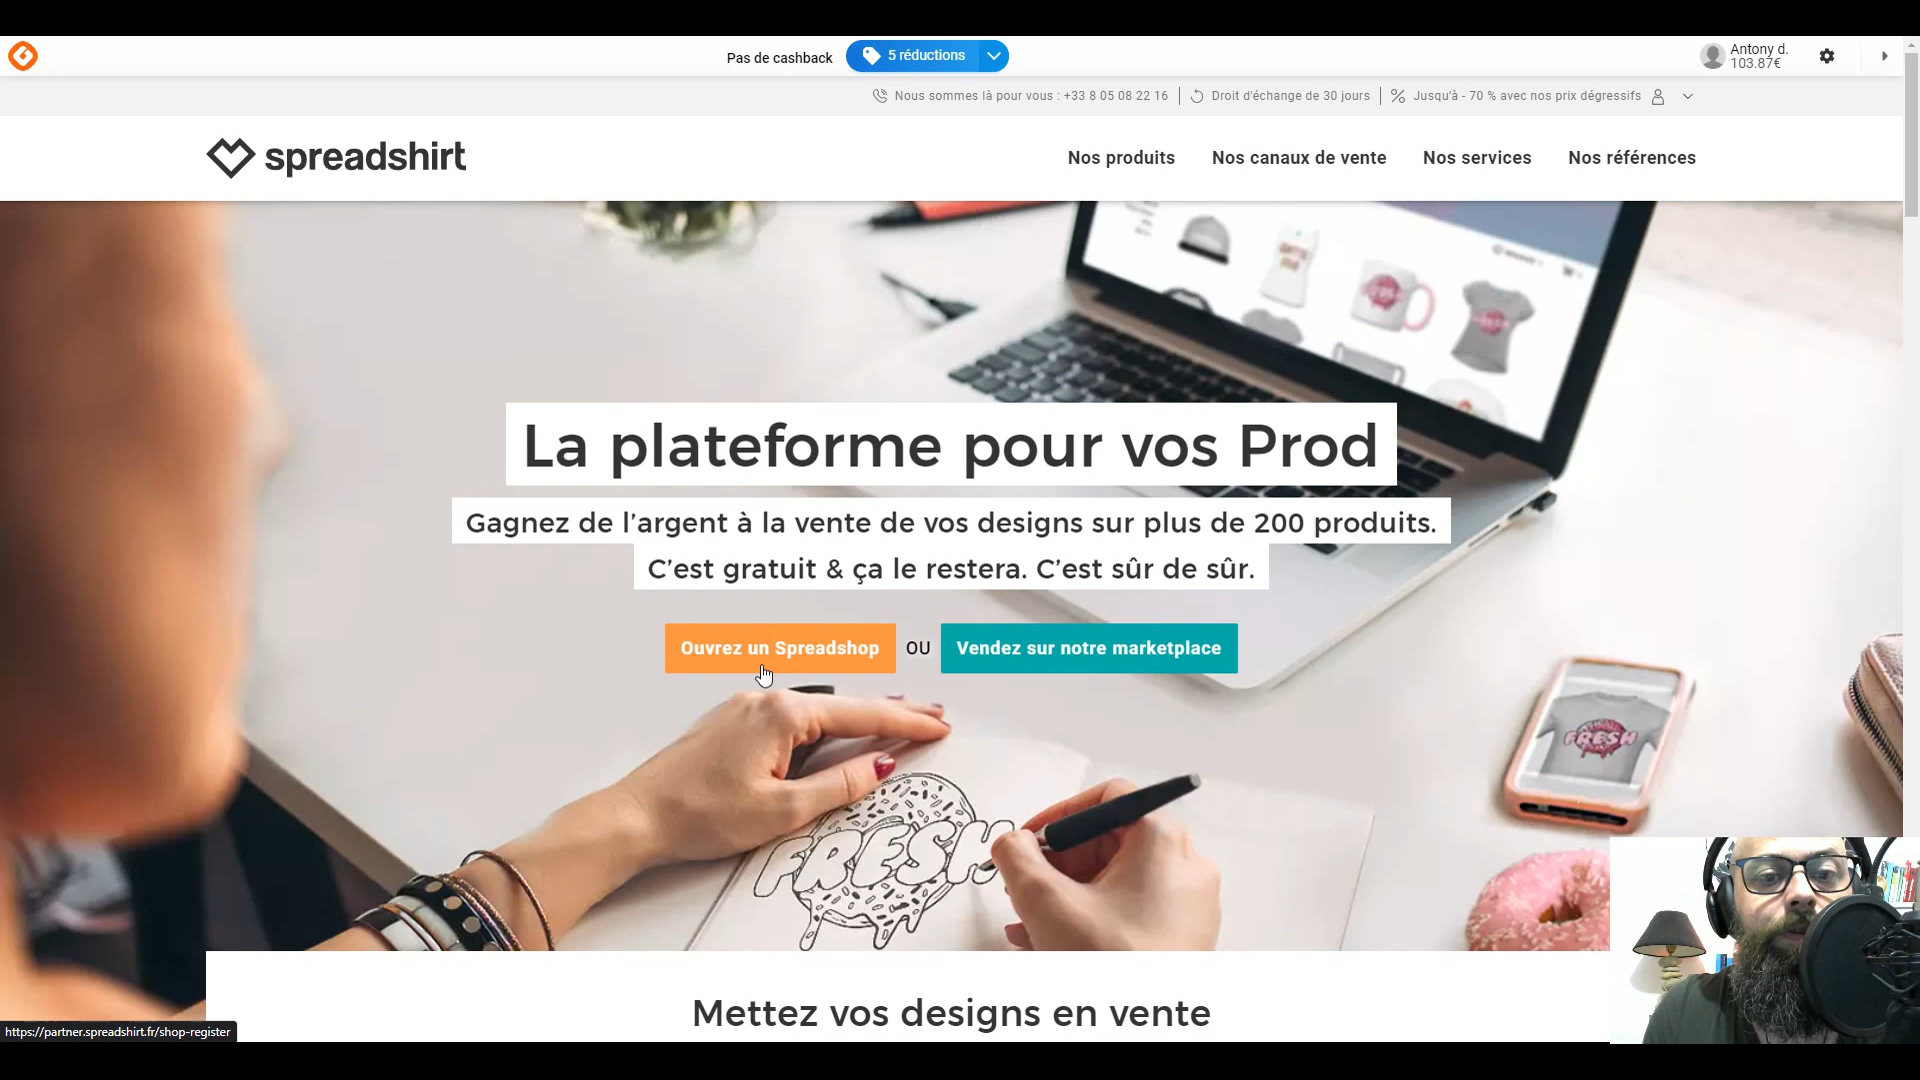 Pas de cashback
5 réductions
Antony d.
103.87€
Nous sommes là pour vous : +33 8 05 08 22 16
Droit d'échange de 30 jours
Jusqu'à - 70 % avec nos prix dégressifs
spreadshirt
Nos produits
Nos canaux de vente
Nos services
Nos références
La plateforme pour vos Prod
Gagnez de l'argent à la vente de vos designs sur plus de 200 produits.
C'est gratuit & ça le restera. C'est sûr de sûr.
Ouvrez un Spreadshop
OU
Vendez sur notre marketplace
FRESH
FRESH
Mettez vos designs en vente
https://partner.spreadshirt.fr/shop-register